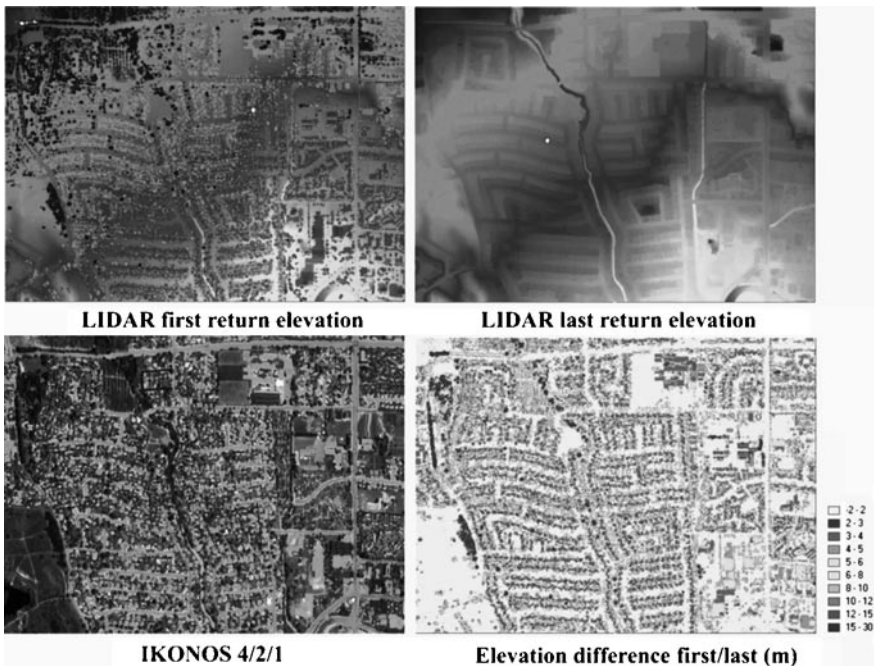 LIDAR first return elevation
LIDAR last return elevation
-2 - 2
2 - 3
3 - 4
4 - 5
5 - 6
6 - 8
8 - 10
10 - 12
12 - 15
15 - 30
IKONOS 4/2/1
Elevation difference first/last (m)